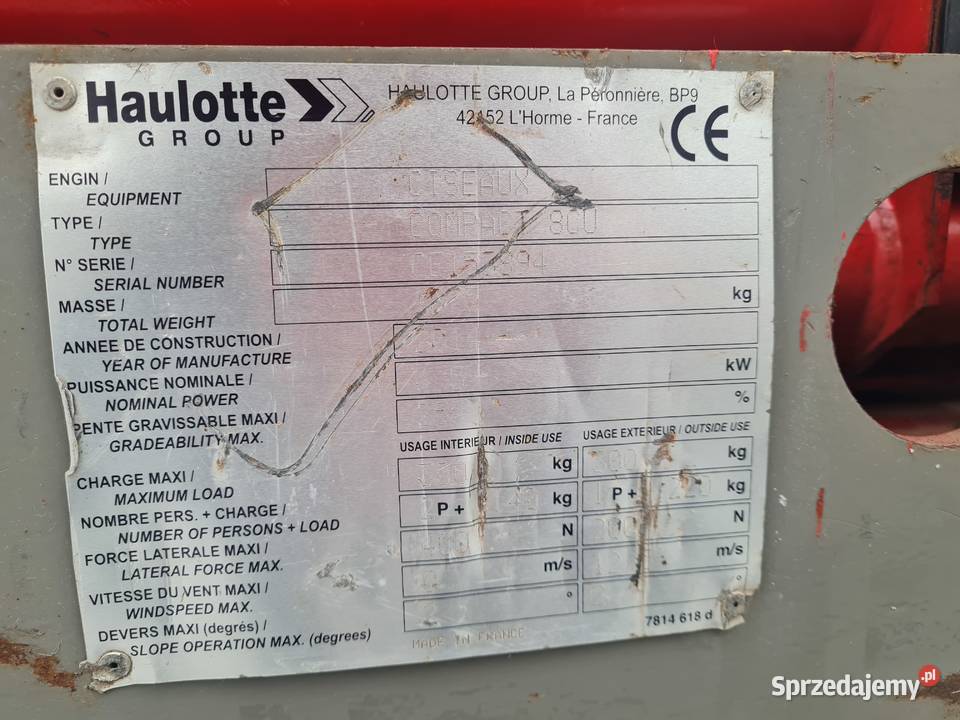 Haulotte
GROUP
HAULOTTE GROUP, La Péronnière, BP9
42152 L'Horme - France
CE
ENGIN /
EQUIPMENT
CISEAUX
TYPE /
TYPE
COMPACT 8CU
N° SERIE /
SERIAL NUMBER
MASSE /
TOTAL WEIGHT
kg
ANNEE DE CONSTRUCTION /
YEAR OF MANUFACTURE
PUISSANCE NOMINALE /
NOMINAL POWER
kW
PENTE GRAVISSABLE MAXI /
GRADEABILITY MAX.
%
USAGE INTERIEUR / INSIDE USE
USAGE EXTERIEUR / OUTSIDE USE
CHARGE MAXI /
MAXIMUM LOAD
kg
kg
NOMBRE PERS. + CHARGE /
NUMBER OF PERSONS + LOAD
P + kg
P + kg
FORCE LATERALE MAXI /
LATERAL FORCE MAX.
N
N
VITESSE DU VENT MAXI /
WINDSPEED MAX.
m/s
m/s
DEVERS MAXI (degrés) /
SLOPE OPERATION MAX. (degrees)
°
°
MADE IN FRANCE
7814 618 d
Sprzedajemy.pl